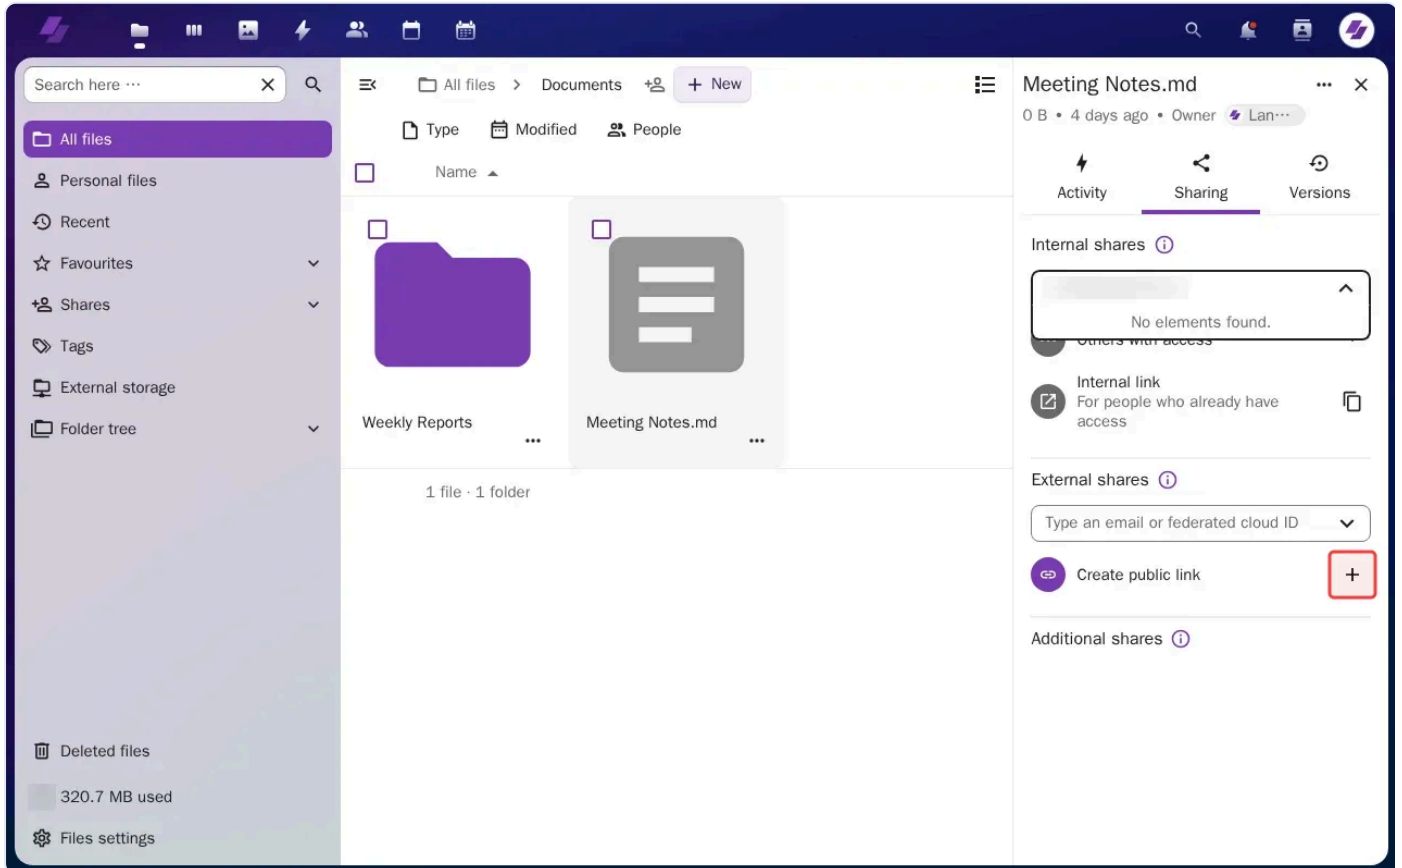 Search here ···
All files
Personal files
Recent
Favourites
Shares
Tags
External storage
Folder tree
Deleted files
320.7 MB used
Files settings
All files > Documents
+ New
Type Modified People
Name
Weekly Reports
Meeting Notes.md
1 file · 1 folder
Meeting Notes.md
0 B • 4 days ago • Owner Lan···
Activity Sharing Versions
Internal shares
No elements found.
Others with access
Internal link
For people who already have
access
External shares
Type an email or federated cloud ID
Create public link
Additional shares